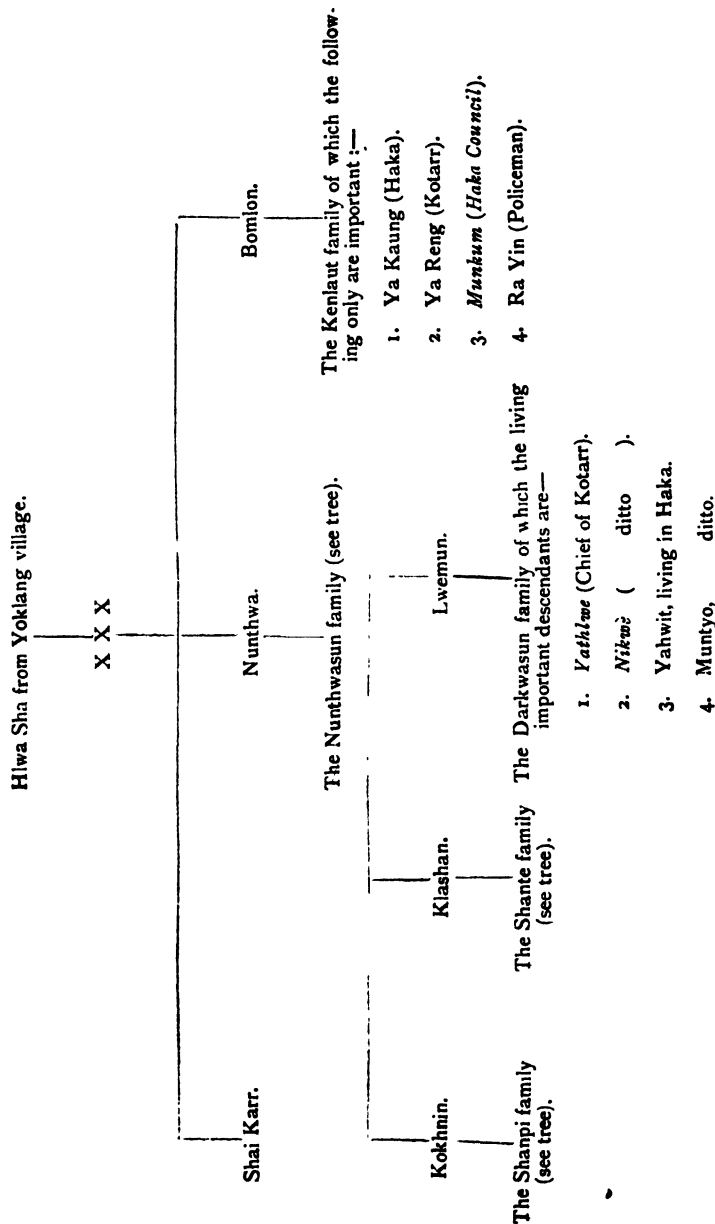 Hlwa Sha from Yoklang village.
X X X
Shai Karr.
Nunthwa.
Bomlon.
The Nunthwasun family (see tree).
The Kenlaut family of which the follow-
ing only are important :—
1. Ya Kaung (Haka).
2. Ya Reng (Kotarr).
3. Munkum (Haka Council).
4. Ra Yin (Policeman).
Kokhnin.
Klashan.
Lwemun.
The Shanpi family
(see tree).
The Shante family
(see tree).
The Darkwasun family of which the living
important descendants are—
1. Yathlwe (Chief of Kotarr).
2. Nikwè ( ditto ).
3. Yahwit, living in Haka.
4. Muntyo, ditto.